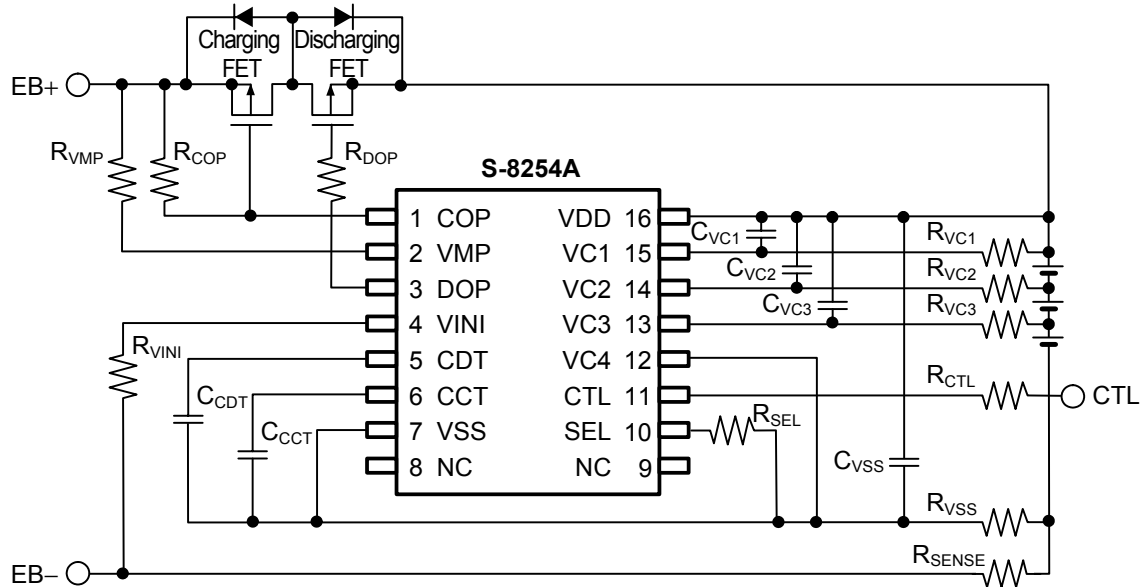 Charging Discharging
FET FET
EB+
RVMP RCOP RDOP
S-8254A
1 COP VDD 16
2 VMP VC1 15
3 DOP VC2 14
4 VINI VC3 13
5 CDT VC4 12
6 CCT CTL 11
7 VSS SEL 10
8 NC NC 9
CVC1
CVC2
CVC3
RVC1
RVC2
RVC3
RVINI
CCDT
CCCT
RCTL
CTL
RSEL
CVSS
RVSS
RSENSE
EB−